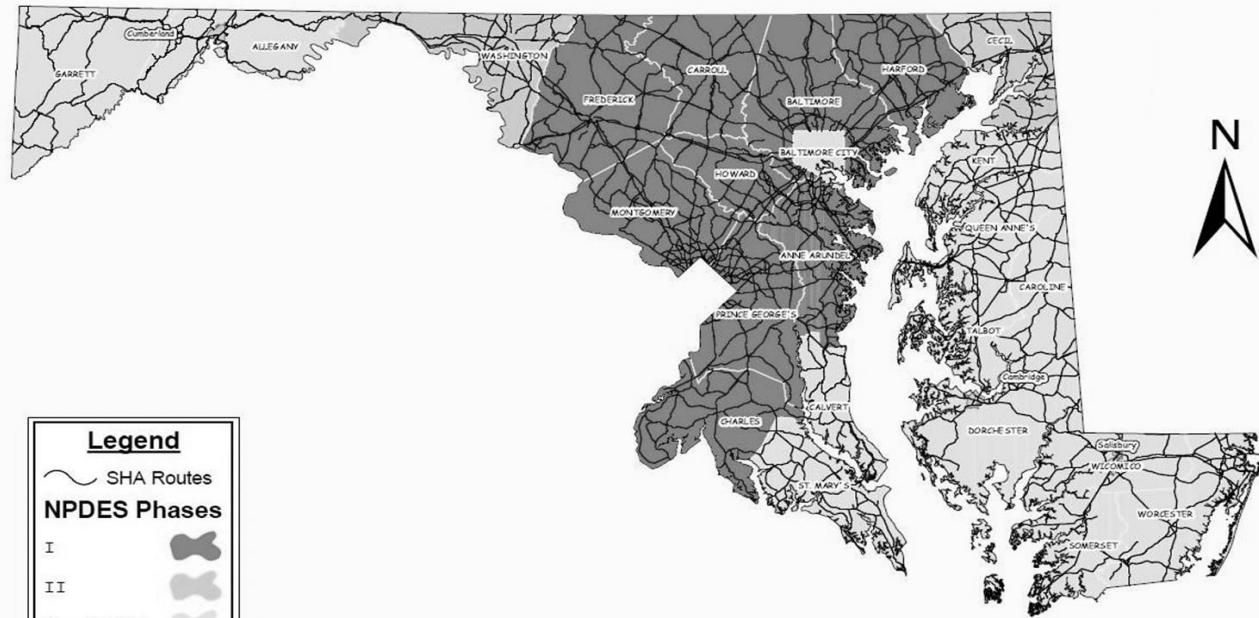 Cumberland
ALLEGANY
GARRETT
WASHINGTON
CARROLL
HARFORD
CECIL
FREDERICK
BALTIMORE
BALTIMORE CITY
KENT
HOWARD
MONTGOMERY
QUEEN ANNE'S
ANNE ARUNDEL
CAROLINE
PRINCE GEORGE'S
TALBOT
Cambridge
CALVERT
CHARLES
DORCHESTER
Salisbury
WICOMICO
ST. MARY'S
WORCESTER
SOMERSET
N
Legend
SHA Routes
NPDES Phases
I
II